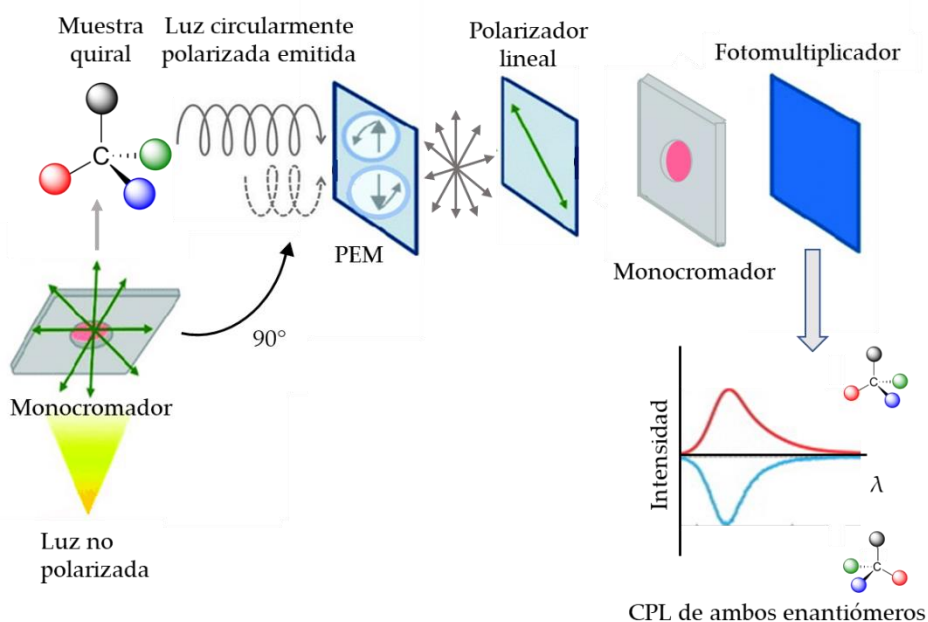 Muestra
quiral
Luz circularmente
polarizada emitida
Polarizador
lineal
Fotomultiplicador
C
PEM
Monocromador
90°
Monocromador
Luz no
polarizada
Intensidad
λ
C
C
CPL de ambos enantiómeros